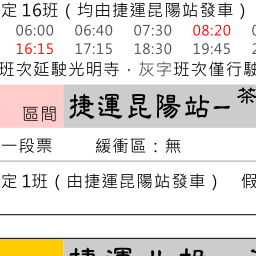 定16班（均由捷運昆陽站發車）
06:00 06:40 07:30 08:20
16:15 17:15 18:30 19:45
班次延駛光明寺，灰字班次僅行駛
區間 捷運昆陽站－茶
一段票 緩衝區：無
定1班（由捷運昆陽站發車） 假
捷運